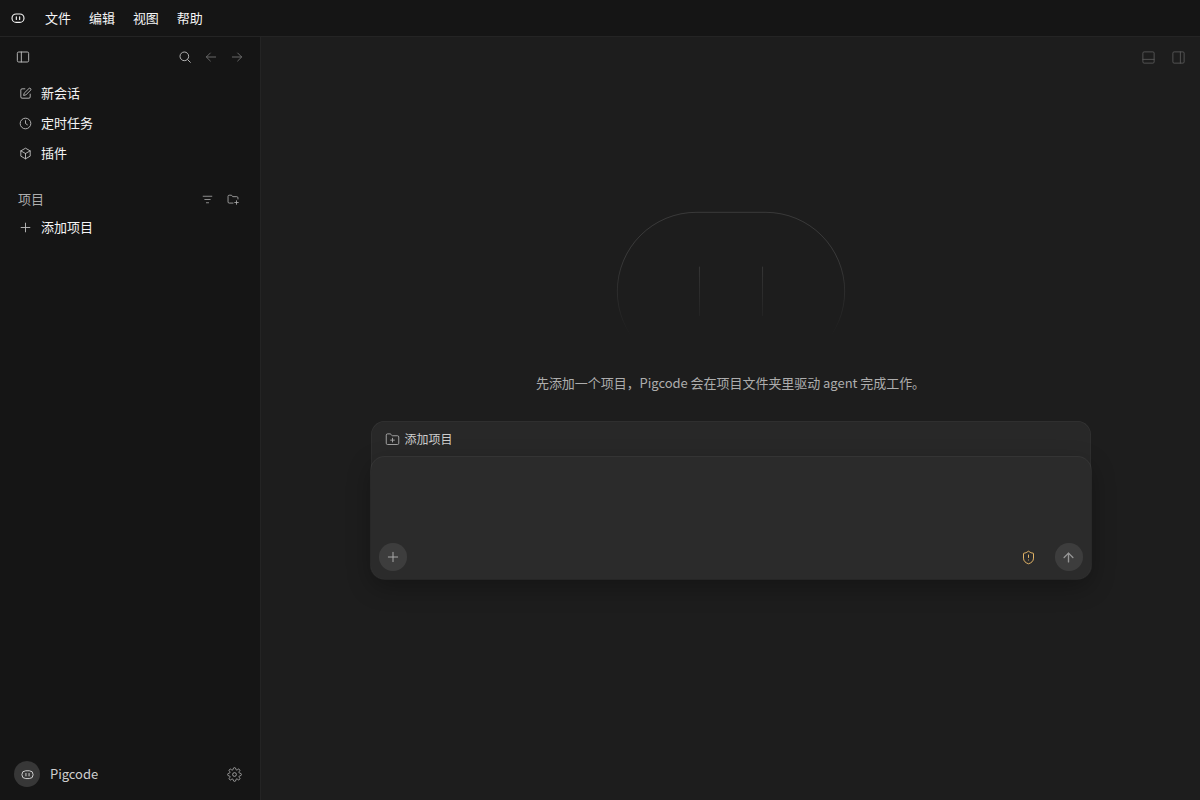 文件 编辑 视图 帮助
新会话
定时任务
插件
项目
添加项目
先添加一个项目，Pigcode 会在项目文件夹里驱动 agent 完成工作。
添加项目
Pigcode